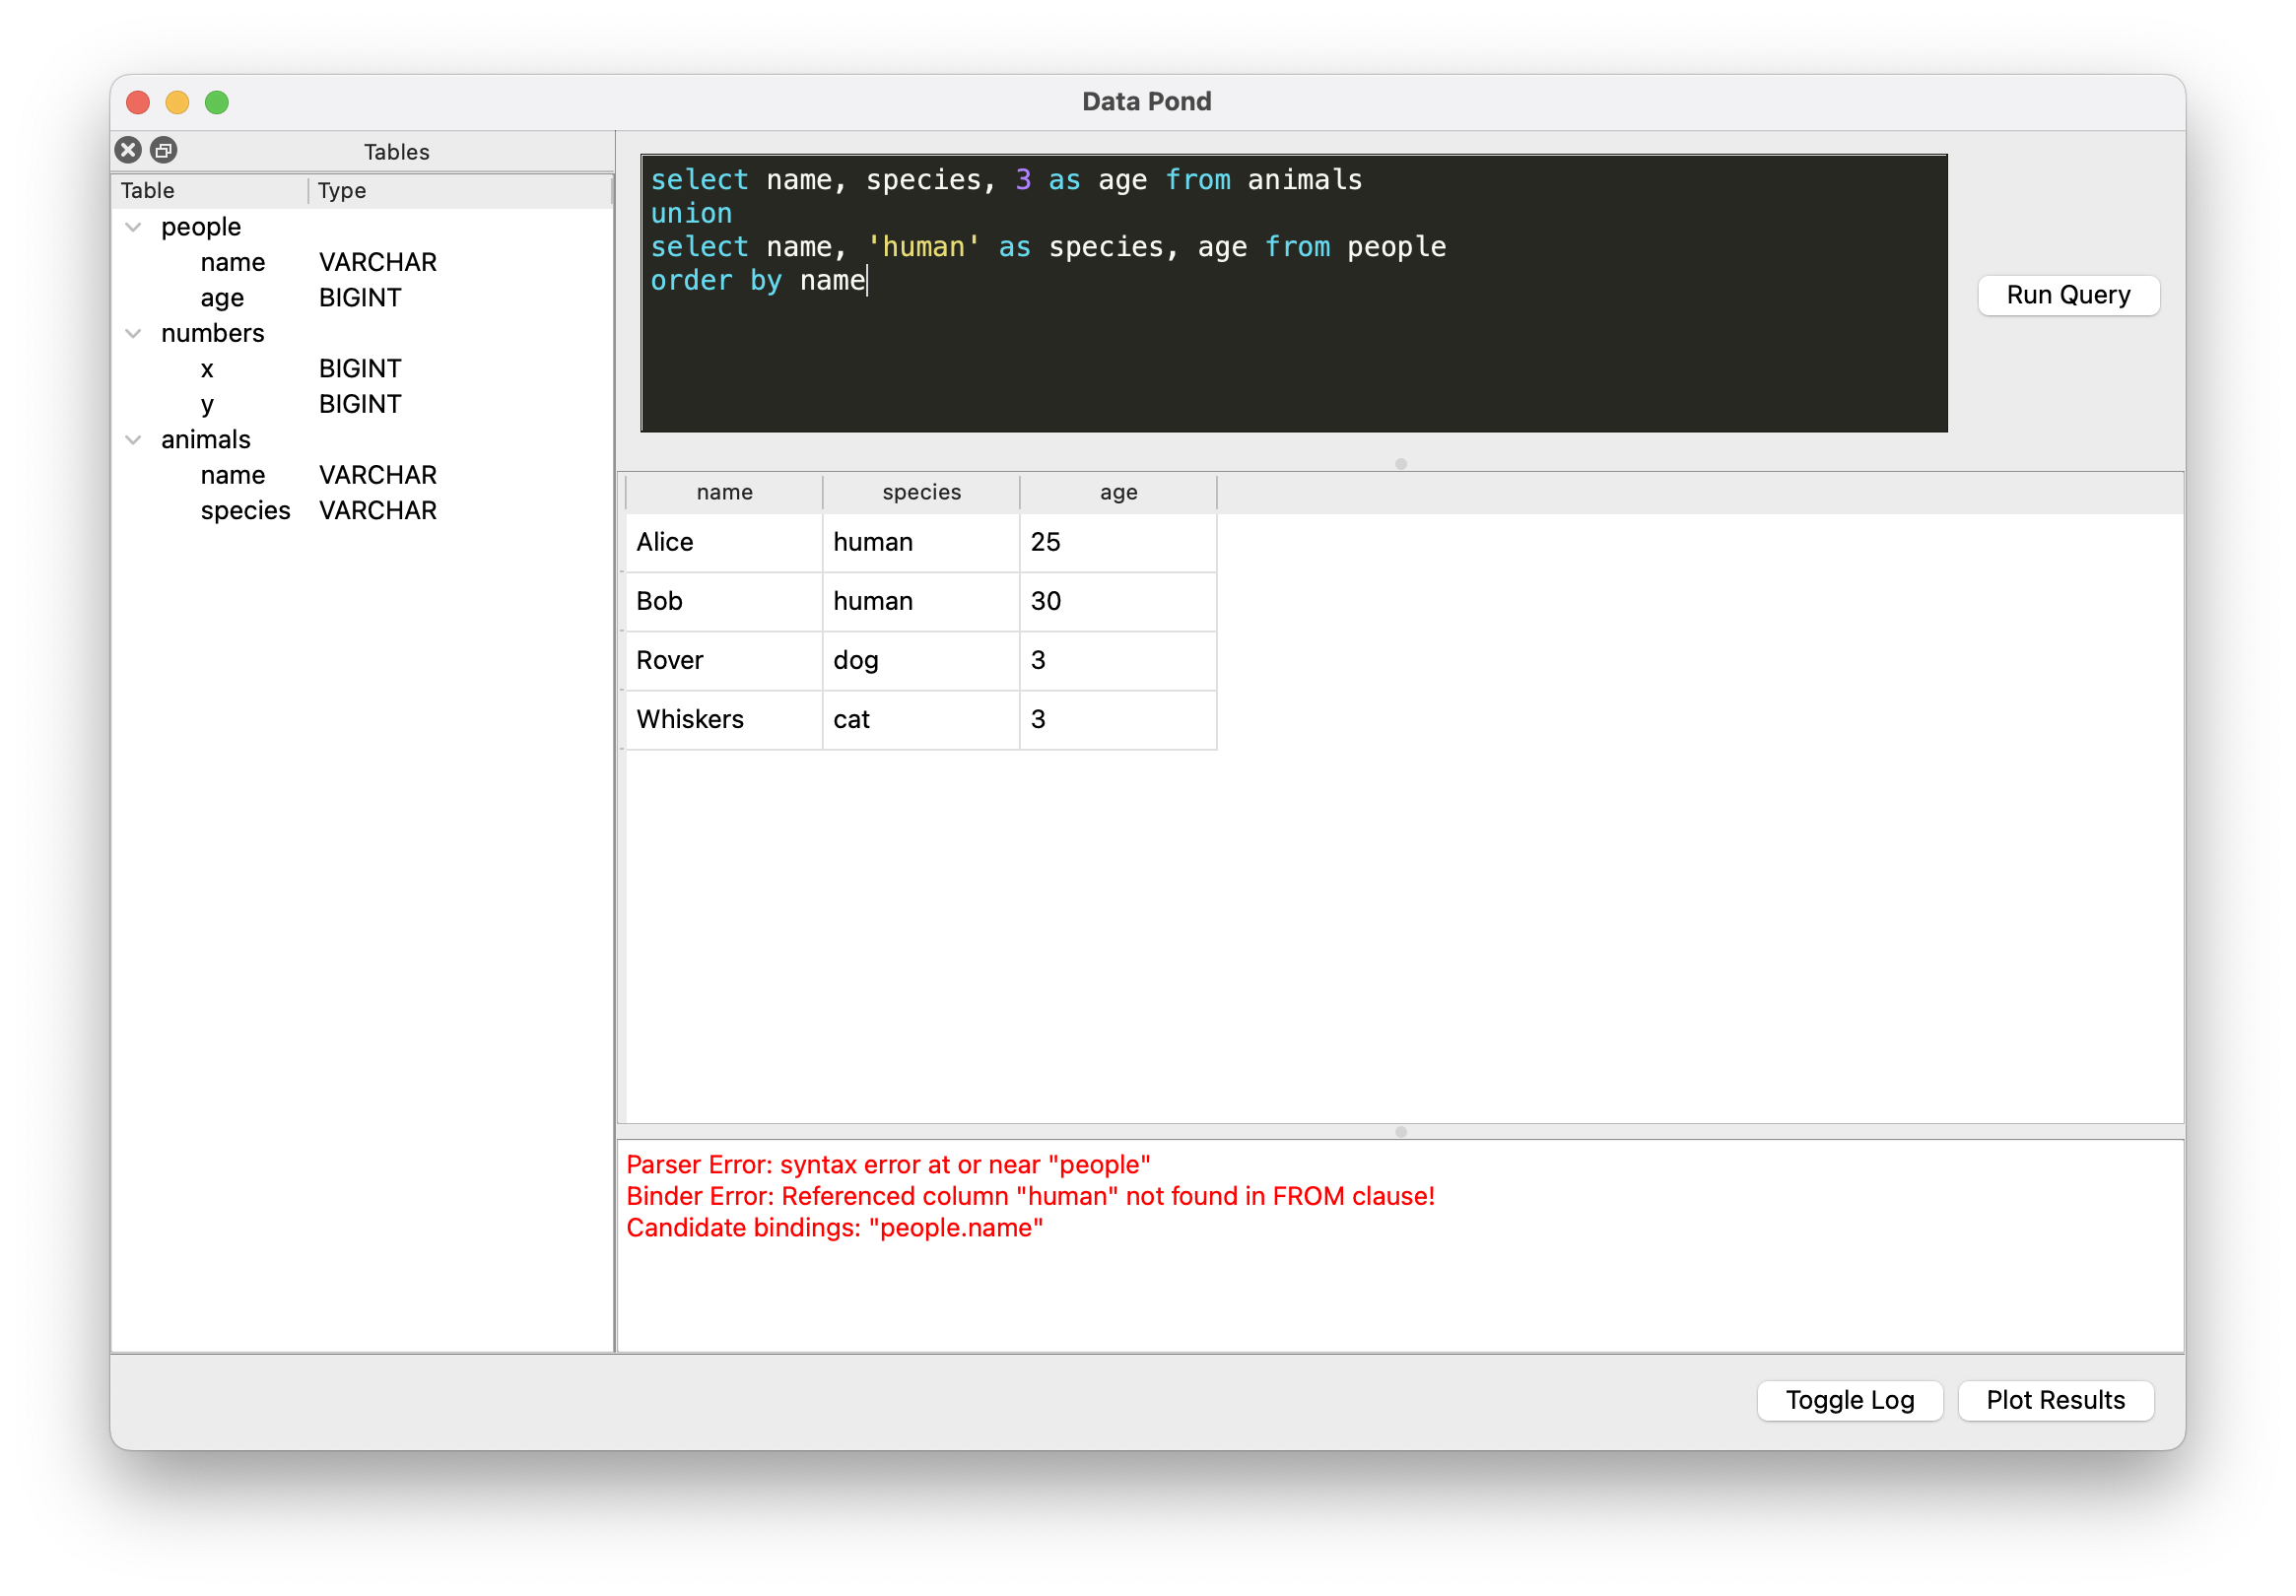 Data Pond
Tables
Table Type
people
name VARCHAR
age BIGINT
numbers
x BIGINT
y BIGINT
animals
name VARCHAR
species VARCHAR
select name, species, 3 as age from animals
union
select name, 'human' as species, age from people
order by name
Run Query
name species age
Alice human 25
Bob human 30
Rover dog 3
Whiskers cat 3
Parser Error: syntax error at or near "people"
Binder Error: Referenced column "human" not found in FROM clause!
Candidate bindings: "people.name"
Toggle Log Plot Results